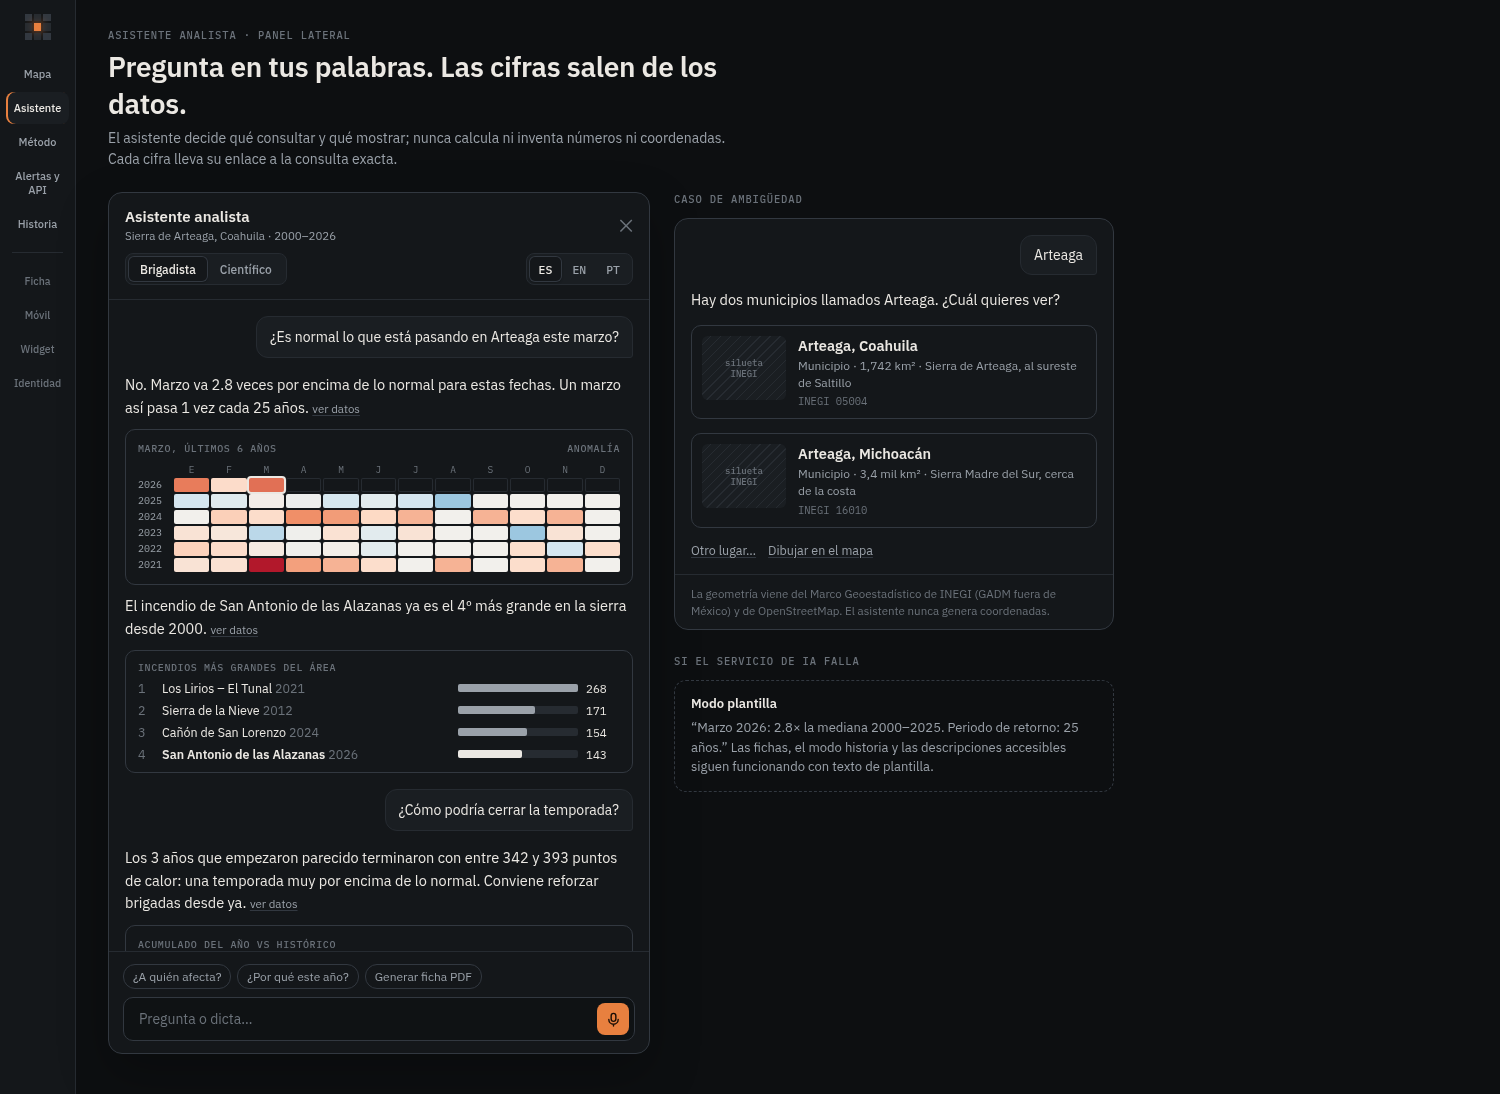 Mapa
Asistente
Método
Alertas y
API
Historia
Ficha
Móvil
Widget
Identidad
ASISTENTE ANALISTA · PANEL LATERAL
Pregunta en tus palabras. Las cifras salen de los
datos.
El asistente decide qué consultar y qué mostrar; nunca calcula ni inventa números ni coordenadas.
Cada cifra lleva su enlace a la consulta exacta.
Asistente analista
Sierra de Arteaga, Coahuila · 2000–2026
Brigadista Científico
ES EN PT
¿Es normal lo que está pasando en Arteaga este marzo?
No. Marzo va 2.8 veces por encima de lo normal para estas fechas. Un marzo
así pasa 1 vez cada 25 años. ver datos
MARZO, ÚLTIMOS 6 AÑOS ANOMALÍA
E F M A M J J A S O N D
2026
2025
2024
2023
2022
2021
El incendio de San Antonio de las Alazanas ya es el 4º más grande en la sierra
desde 2000. ver datos
INCENDIOS MÁS GRANDES DEL ÁREA
1 Los Lirios – El Tunal 2021 268
2 Sierra de la Nieve 2012 171
3 Cañón de San Lorenzo 2024 154
4 San Antonio de las Alazanas 2026 143
¿Cómo podría cerrar la temporada?
Los 3 años que empezaron parecido terminaron con entre 342 y 393 puntos
de calor: una temporada muy por encima de lo normal. Conviene reforzar
brigadas desde ya. ver datos
ACUMULADO DEL AÑO VS HISTÓRICO
¿A quién afecta? ¿Por qué este año? Generar ficha PDF
Pregunta o dicta…
CASO DE AMBIGÜEDAD
Arteaga
Hay dos municipios llamados Arteaga. ¿Cuál quieres ver?
silueta
INEGI
Arteaga, Coahuila
Municipio · 1,742 km² · Sierra de Arteaga, al sureste
de Saltillo
INEGI 05004
silueta
INEGI
Arteaga, Michoacán
Municipio · 3,4 mil km² · Sierra Madre del Sur, cerca
de la costa
INEGI 16010
Otro lugar… Dibujar en el mapa
La geometría viene del Marco Geoestadístico de INEGI (GADM fuera de
México) y de OpenStreetMap. El asistente nunca genera coordenadas.
SI EL SERVICIO DE IA FALLA
Modo plantilla
“Marzo 2026: 2.8× la mediana 2000–2025. Periodo de retorno: 25
años.” Las fichas, el modo historia y las descripciones accesibles
siguen funcionando con texto de plantilla.